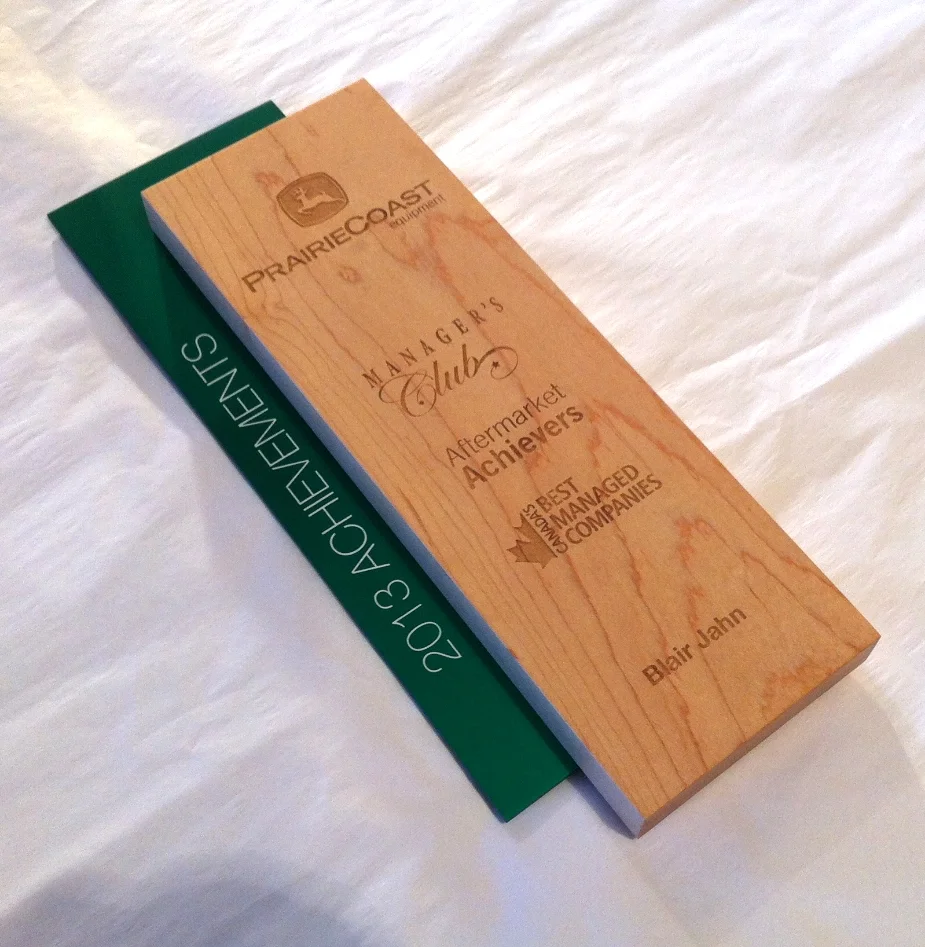 PRAIRIECOAST
equipment
MANAGER'S
Club
Aftermarket
Achievers
CANADA'S
BEST
MANAGED
COMPANIES
Blair Jahn
2013 ACHIEVEMENTS